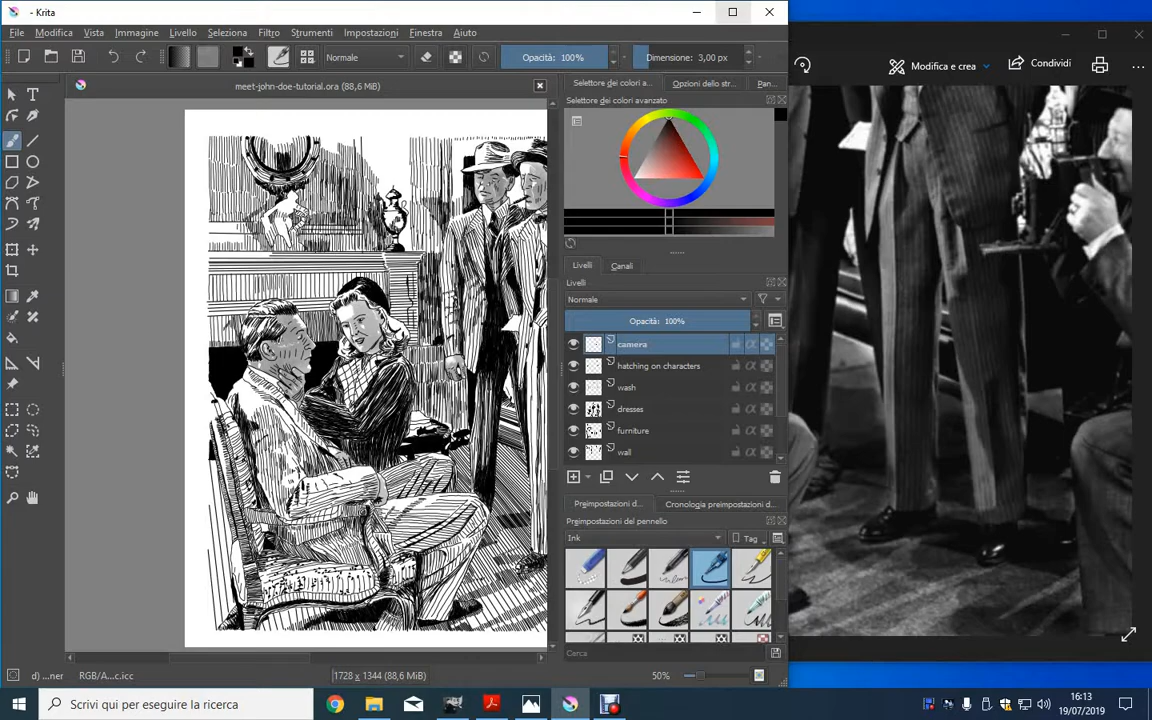 - Krita
File Modifica Vista Immagine Livello Seleziona Filtro Strumenti Impostazioni Finestra Aiuto
Normale Opacità: 100% Dimensione: 3,00 px
Modifica e crea Condividi
meet-john-doe-tutorial.ora (88,6 MiB)
Selettore dei colori a... Opzioni dello str... Pan...
Selettore dei colori avanzato
Livelli Canali
Livelli
Normale
Opacità: 100%
camera
hatching on characters
wash
dresses
furniture
wall
Preimpostazioni d... Cronologia preimpostazioni d...
Preimpostazioni del pennello
Ink Tag
Cerca
d) ...ner RGB/A...c.icc 1728 x 1344 (88,6 MiB) 50%
Scrivi qui per eseguire la ricerca
16:13
19/07/2019